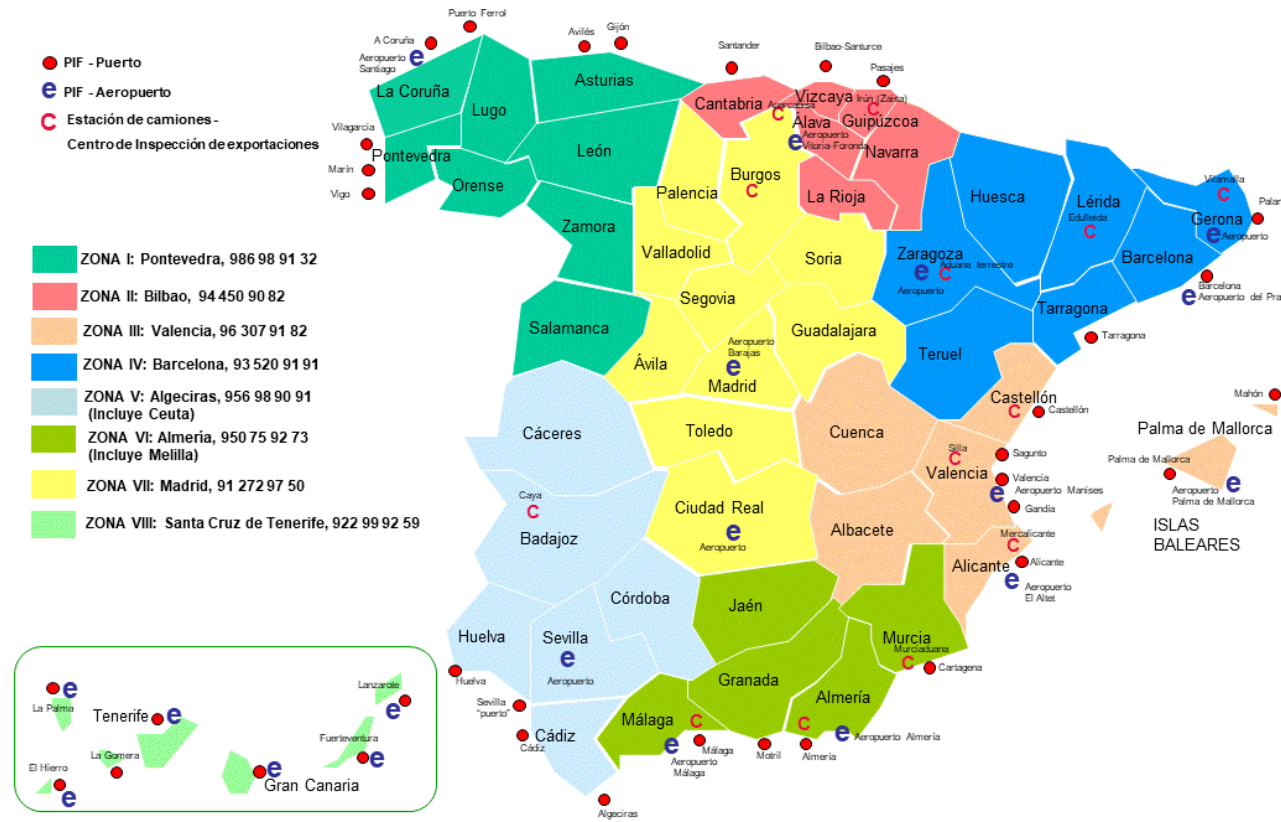 PIF - Puerto
PIF - Aeropuerto
Estación de camiones -
Centro de Inspección de exportaciones
ZONA I: Pontevedra, 986 98 91 32
ZONA II: Bilbao, 94 450 90 82
ZONA III: Valencia, 96 307 91 82
ZONA IV: Barcelona, 93 520 91 91
ZONA V: Algeciras, 956 98 90 91
(Incluye Ceuta)
ZONA VI: Almería, 950 75 92 73
(Incluye Melilla)
ZONA VII: Madrid, 91 272 97 50
ZONA VIII: Santa Cruz de Tenerife, 922 99 92 59
Puerto Ferrol
A Coruña
Aeropuerto
Santiago
Avilés
Gijón
Santander
Bilbao-Santurce
Pasajes
La Coruña
Lugo
Asturias
Cantabria
Vizcaya
Irún (Zaisa)
Guipúzcoa
Álava
Aeropuerto
Vitoria-Foronda
Navarra
Vilagarcia
Marín
Vigo
Pontevedra
Orense
León
Palencia
Burgos
La Rioja
Huesca
Lérida
Edulleida
Vilamalla
Gerona
Aeropuerto
Palam
Zamora
Valladolid
Soria
Zaragoza
Aduana terrestre
Aeropuerto
Barcelona
Barcelona
Aeropuerto del Pra
Segovia
Tarragona
Tarragona
Salamanca
Guadalajara
Teruel
Ávila
Aeropuerto
Barajas
Madrid
Castellón
Castellón
Mahón
Cáceres
Toledo
Cuenca
Palma de Mallorca
Palma de Mallorca
Aeropuerto
Palma de Mallorca
Silla
Valencia
Sagunto
Valencia
Aeropuerto Manises
Gandía
ISLAS
BALEARES
Caya
Badajoz
Ciudad Real
Aeropuerto
Albacete
Mercalicante
Alicante
Alicante
Aeropuerto
El Altet
Córdoba
Jaén
Huelva
Sevilla
Aeropuerto
Murcia
Murciaduana
Cartagena
Huelva
Granada
Almería
Sevilla
"puerto"
Cádiz
Cádiz
Málaga
Aeropuerto
Málaga
Málaga
Motril
Almería
Aeropuerto Almería
Algeciras
La Palma
Tenerife
Lanzarote
La Gomera
Fuerteventura
El Hierro
Gran Canaria